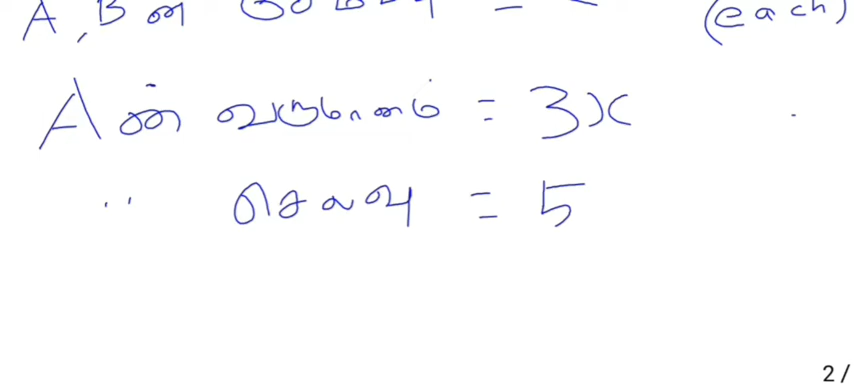 A, B ன் =  (each)
A ன் வருமானம் = 3x
" செலவு = 5
2/